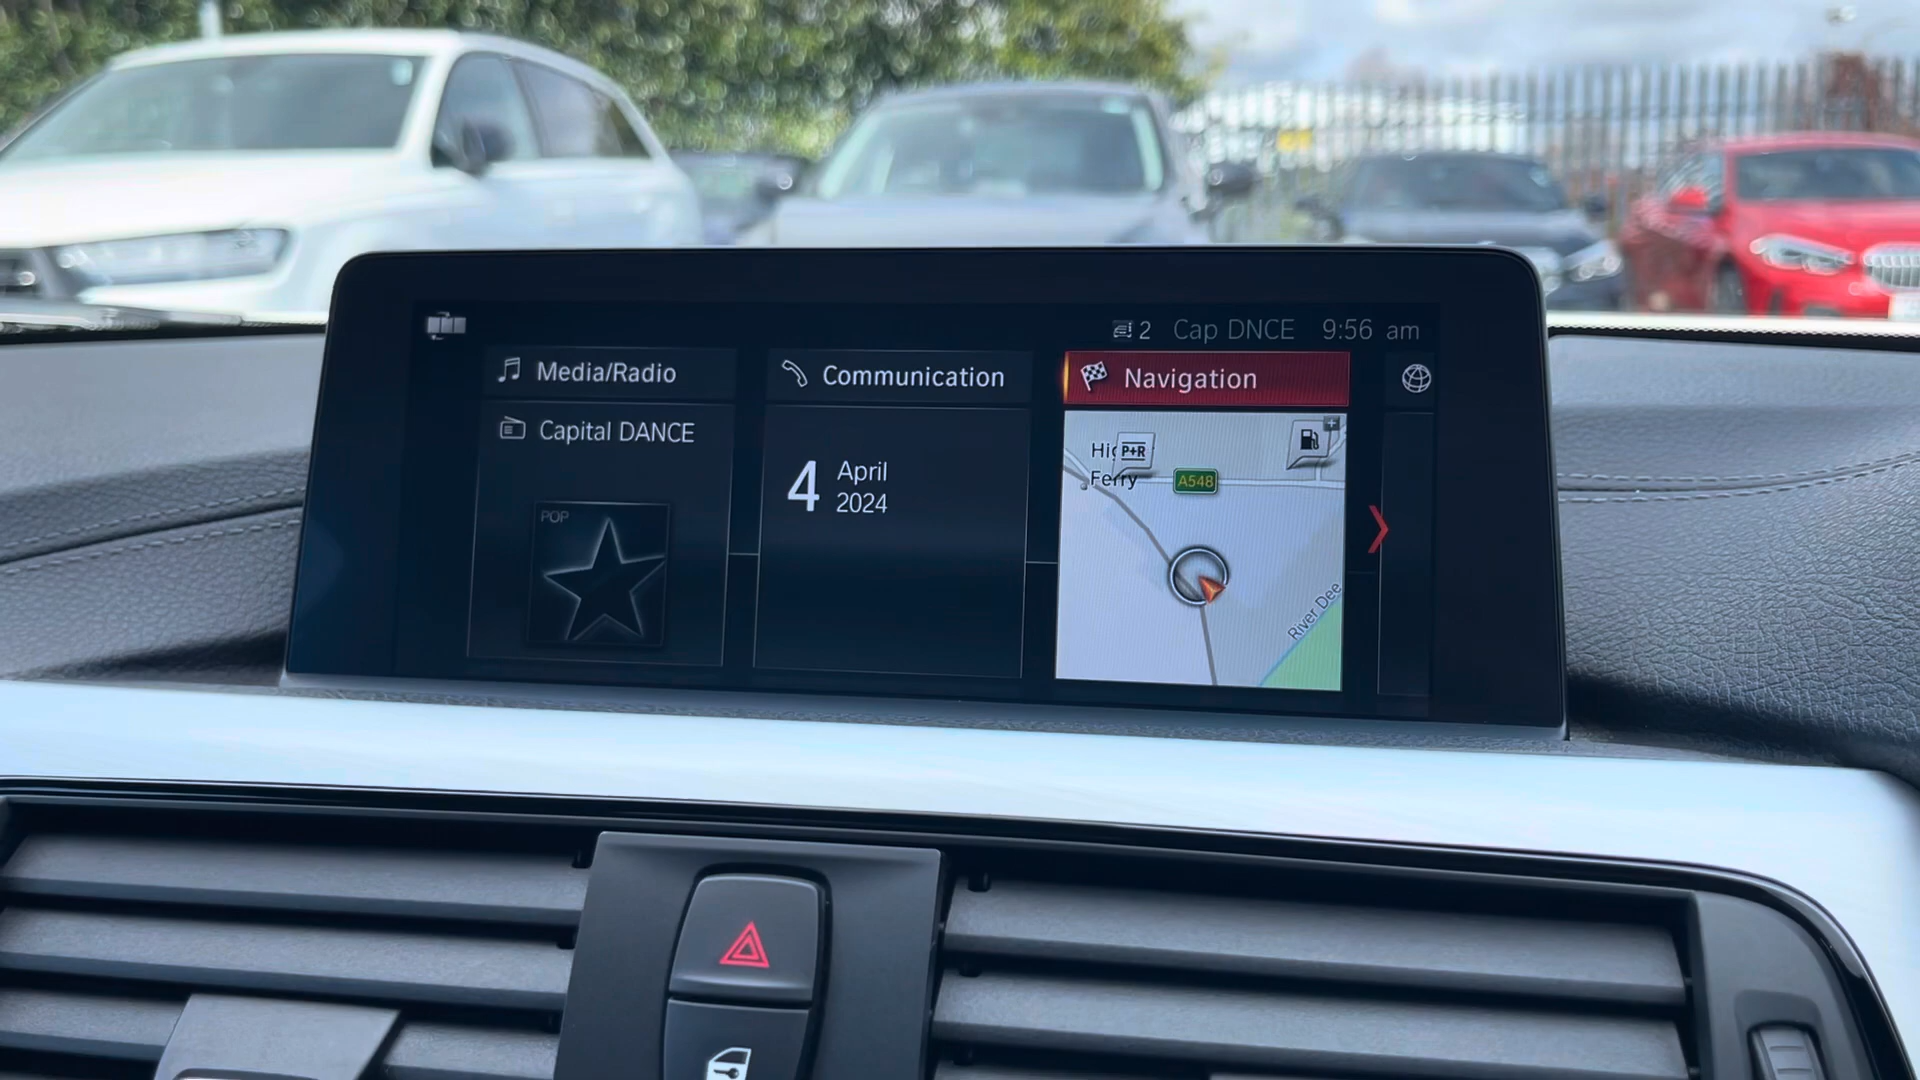 2 Cap DNCE 9:56 am
Media/Radio
Communication
Navigation
Capital DANCE
POP
4 April
2024
P+R
Ferry
A548
River Dee